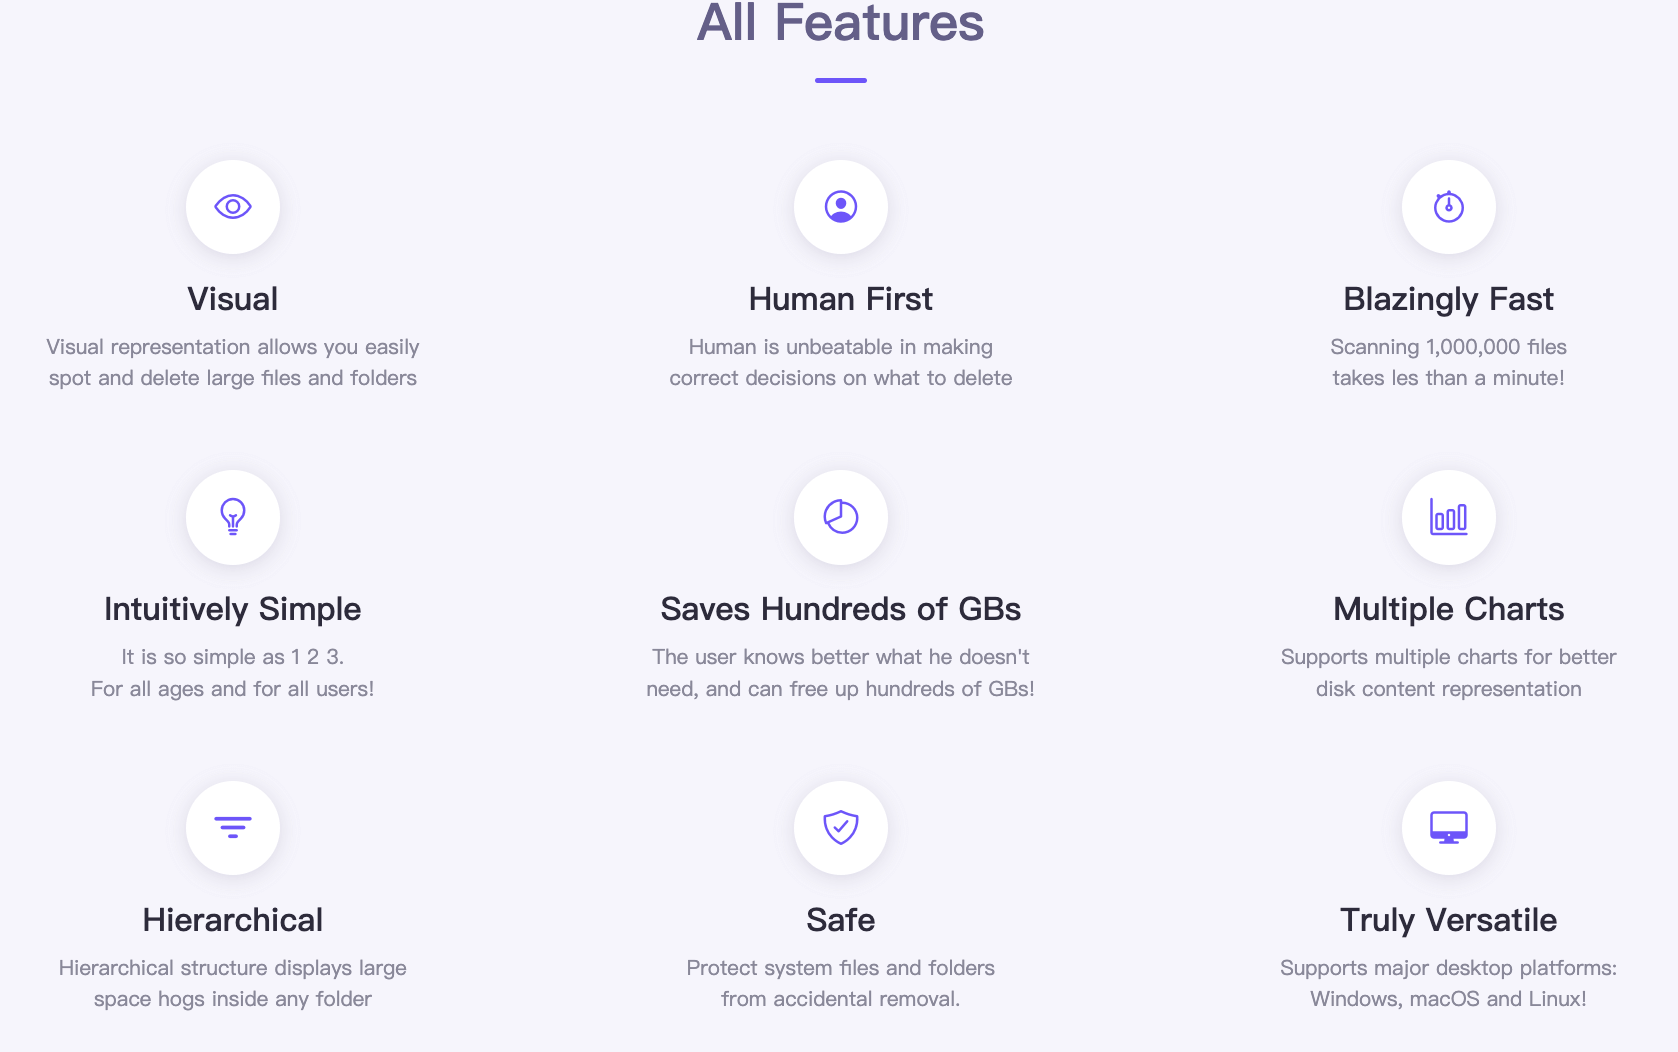 All Features
Visual
Visual representation allows you easily
spot and delete large files and folders
Human First
Human is unbeatable in making
correct decisions on what to delete
Blazingly Fast
Scanning 1,000,000 files
takes les than a minute!
Intuitively Simple
It is so simple as 1 2 3.
For all ages and for all users!
Saves Hundreds of GBs
The user knows better what he doesn't
need, and can free up hundreds of GBs!
Multiple Charts
Supports multiple charts for better
disk content representation
Hierarchical
Hierarchical structure displays large
space hogs inside any folder
Safe
Protect system files and folders
from accidental removal.
Truly Versatile
Supports major desktop platforms:
Windows, macOS and Linux!